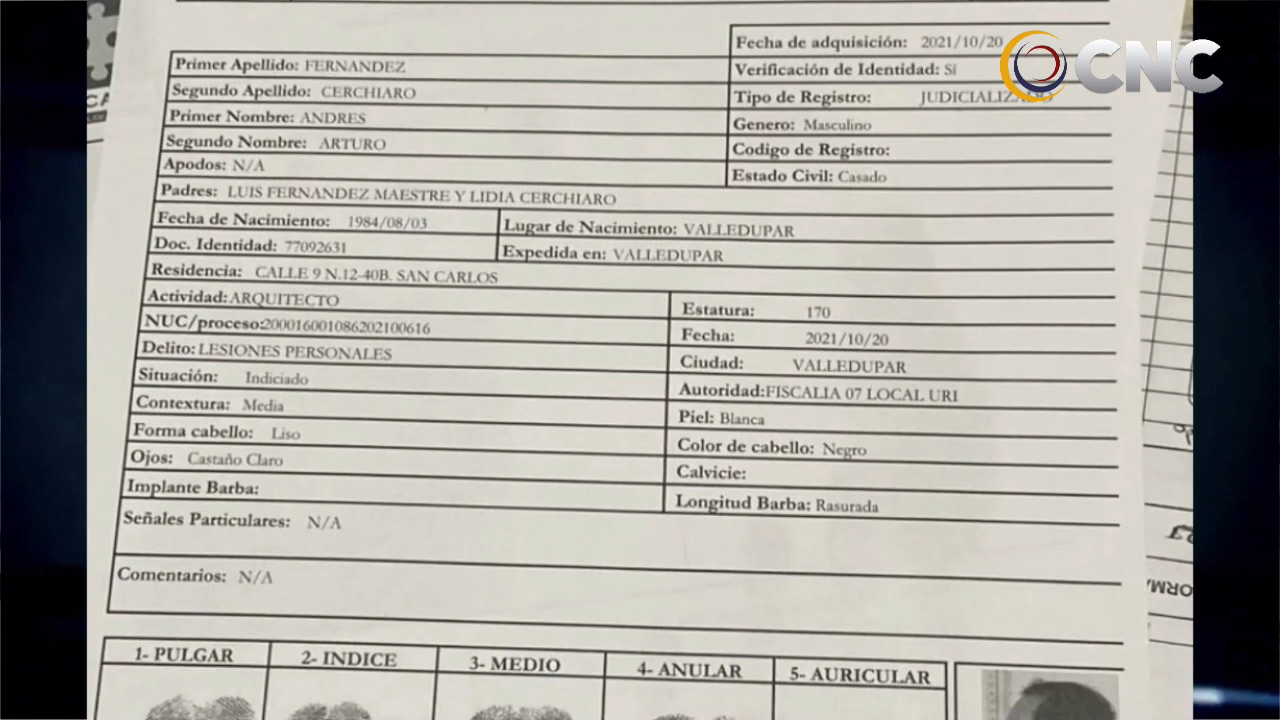 CNC
Fecha de adquisición: 2021/10/20
Primer Apellido: FERNANDEZ
Verificación de Identidad: Si
Segundo Apellido: CERCHIARO
Tipo de Registro: JUDICIALIZADO
Primer Nombre: ANDRES
Genero: Masculino
Segundo Nombre: ARTURO
Codigo de Registro:
Apodos: N/A
Estado Civil: Casado
Padres: LUIS FERNANDEZ MAESTRE Y LIDIA CERCHIARO
Fecha de Nacimiento: 1984/08/03
Lugar de Nacimiento: VALLEDUPAR
Doc. Identidad: 77092631
Expedida en: VALLEDUPAR
Residencia: CALLE 9 N.12-40B. SAN CARLOS
Actividad: ARQUITECTO
Estatura: 170
NUC/proceso: 200016001086202100616
Fecha: 2021/10/20
Delito: LESIONES PERSONALES
Ciudad: VALLEDUPAR
Situación: Indiciado
Autoridad: FISCALIA 07 LOCAL URI
Contextura: Media
Piel: Blanca
Forma cabello: Liso
Color de cabello: Negro
Ojos: Castaño Claro
Calvicie:
Implante Barba:
Longitud Barba: Rasurada
Señales Particulares: N/A
Comentarios: N/A
1- PULGAR
2- INDICE
3- MEDIO
4- ANULAR
5- AURICULAR